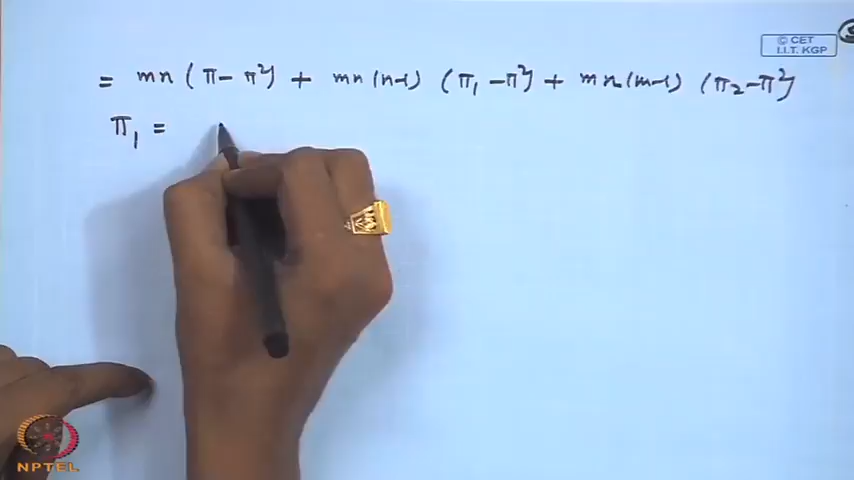 © CET
I.I.T. KGP
= mn (π - π²) + mn (n-1) (π₁ - π²) + mn (m-1) (π₂ - π²)
π₁ =
NPTEL